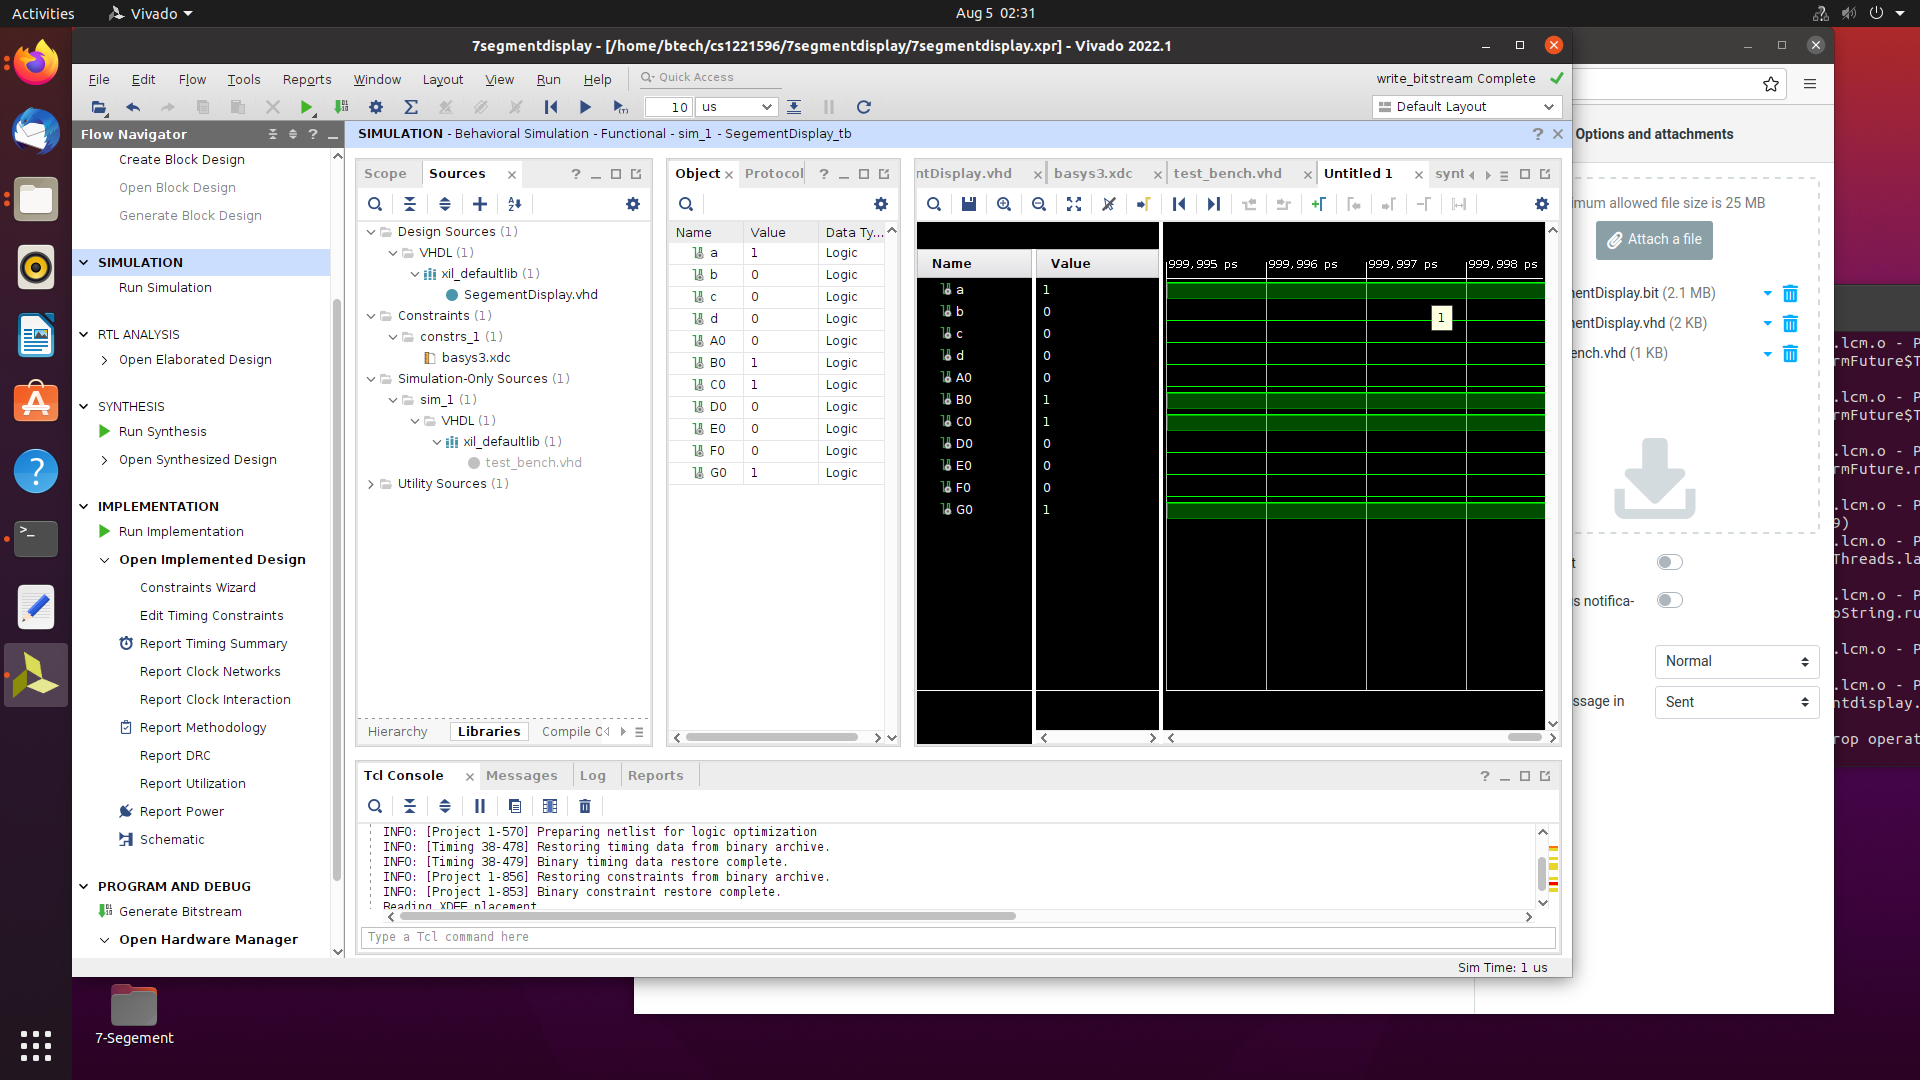 Activities
Vivado
Aug 5 02:31
7segmentdisplay - [/home/btech/cs1221596/7segmentdisplay/7segmentdisplay.xpr] - Vivado 2022.1
File Edit Flow Tools Reports Window Layout View Run Help
Quick Access
write_bitstream Complete
10 us
Default Layout
Flow Navigator
Create Block Design
Open Block Design
Generate Block Design
SIMULATION
Run Simulation
RTL ANALYSIS
Open Elaborated Design
SYNTHESIS
Run Synthesis
Open Synthesized Design
IMPLEMENTATION
Run Implementation
Open Implemented Design
Constraints Wizard
Edit Timing Constraints
Report Timing Summary
Report Clock Networks
Report Clock Interaction
Report Methodology
Report DRC
Report Utilization
Report Power
Schematic
PROGRAM AND DEBUG
Generate Bitstream
Open Hardware Manager
SIMULATION - Behavioral Simulation - Functional - sim_1 - SegementDisplay_tb
Scope Sources
Design Sources (1)
VHDL (1)
xil_defaultlib (1)
SegementDisplay.vhd
Constraints (1)
constrs_1 (1)
basys3.xdc
Simulation-Only Sources (1)
sim_1 (1)
VHDL (1)
xil_defaultlib (1)
test_bench.vhd
Utility Sources (1)
Hierarchy Libraries Compile O
Object Protocol
Name Value Data Ty...
a 1 Logic
b 0 Logic
c 0 Logic
d 0 Logic
A0 0 Logic
B0 1 Logic
C0 1 Logic
D0 0 Logic
E0 0 Logic
F0 0 Logic
G0 1 Logic
ntDisplay.vhd basys3.xdc test_bench.vhd Untitled 1 synt
Name Value
999,995 ps 999,996 ps 999,997 ps 999,998 ps
a 1
b 0
1
c 0
d 0
A0 0
B0 1
C0 1
D0 0
E0 0
F0 0
G0 1
Tcl Console Messages Log Reports
INFO: [Project 1-570] Preparing netlist for logic optimization
INFO: [Timing 38-478] Restoring timing data from binary archive.
INFO: [Timing 38-479] Binary timing data restore complete.
INFO: [Project 1-856] Restoring constraints from binary archive.
INFO: [Project 1-853] Binary constraint restore complete.
Reading XDEF placement
Type a Tcl command here
Sim Time: 1 us
Options and attachments
mum allowed file size is 25 MB
Attach a file
mentDisplay.bit (2.1 MB)
mentDisplay.vhd (2 KB)
ench.vhd (1 KB)
t
s notifica-
Normal
ssage in
Sent
.lcm.o - P
rmFuture$T
.lcm.o - P
rmFuture$T
.lcm.o - P
rmFuture.r
.lcm.o - P
9)
.lcm.o - P
Threads.la
.lcm.o - P
oString.ru
.lcm.o - P
.lcm.o - P
ntdisplay.
rop operat
7-Segement